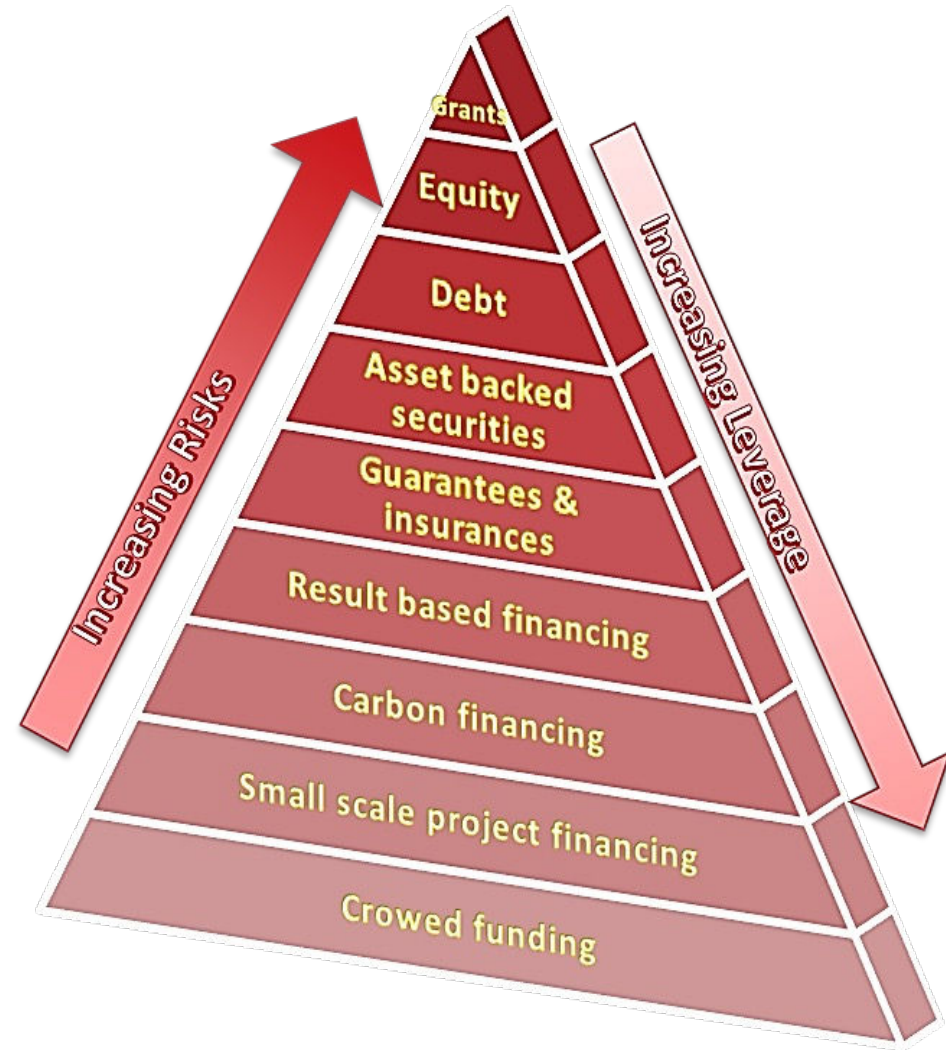 Grants
Equity
Debt
Asset backed
securities
Guarantees &
insurances
Result based financing
Carbon financing
Small scale project financing
Crowed funding
Increasing Risks
Increasing Leverage